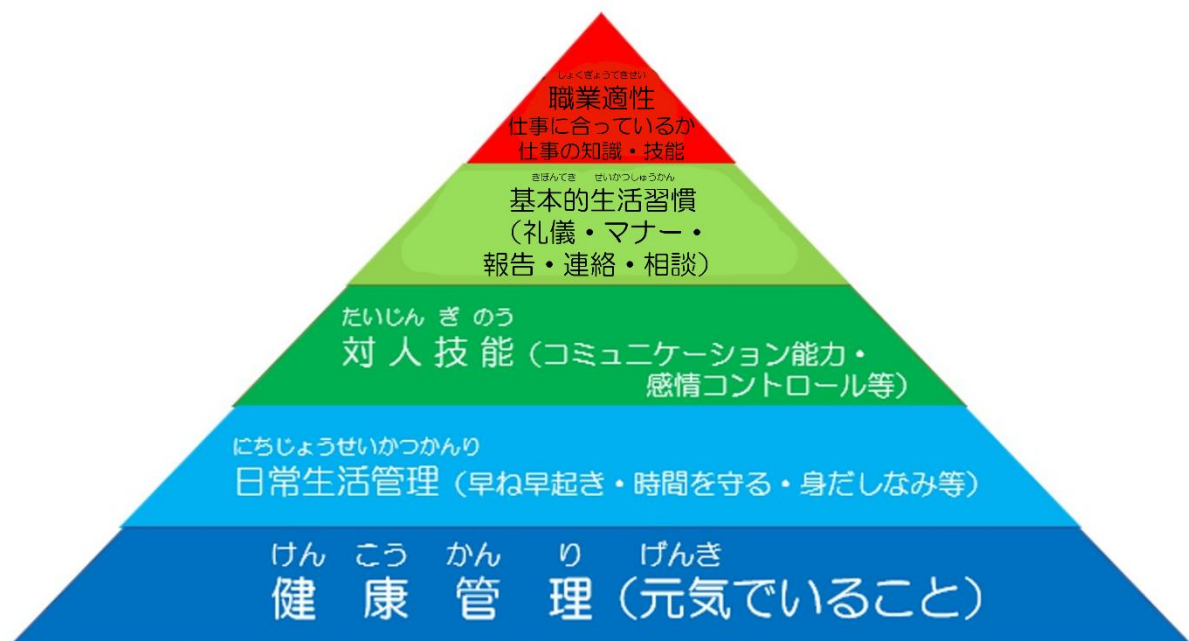 しょくぎょうてきせい
職業適性
仕事に合っているか
仕事の知識・技能
きほんてき せいかつしゅうかん
基本的生活習慣
（礼儀・マナー・
報告・連絡・相談）
たいじん ぎ のう
対人技能（コミュニケーション能力・
感情コントロール等）
にちじょうせいかつかんり
日常生活管理（早ね早起き・時間を守る・身だしなみ等）
けん こう かん り げんき
健康管理（元気でいること）